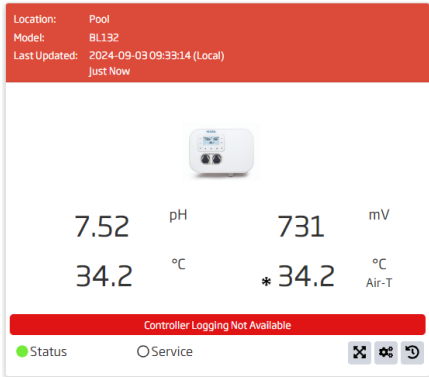 Location: Pool
Model: BL132
Last Updated: 2024-09-03 09:33:14 (Local)
Just Now
7.52 pH 731 mV
34.2 °C * 34.2 °C
Air-T
Controller Logging Not Available
Status Service